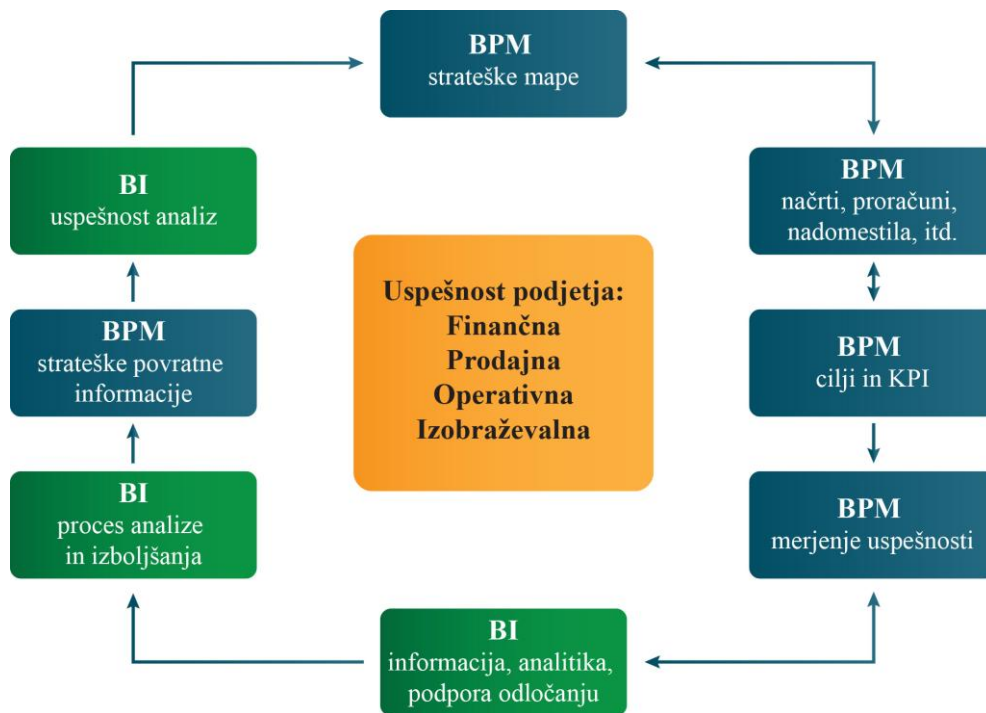 BPM
strateške mape
BI
uspešnost analiz
BPM
načrti, proračuni,
nadomestila, itd.
Uspešnost podjetja:
Finančna
Prodajna
Operativna
Izobraževalna
BPM
strateške povratne
informacije
BPM
cilji in KPI
BI
proces analize
in izboljšanja
BPM
merjenje uspešnosti
BI
informacija, analitika,
podpora odločanju